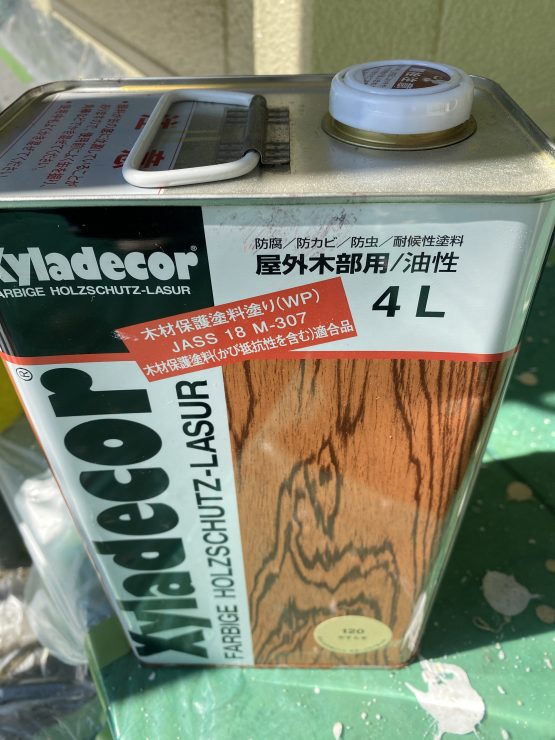 Xyladecor®
FARBIGE HOLZSCHUTZ-LASUR
防腐／防カビ／防虫／耐候性塗料
屋外木部用/油性
4L
木材保護塗料塗り(WP)
JASS 18 M-307
木材保護塗料(かび抵抗性を含む)適合品
Xyladecor®
FARBIGE HOLZSCHUTZ-LASUR
120